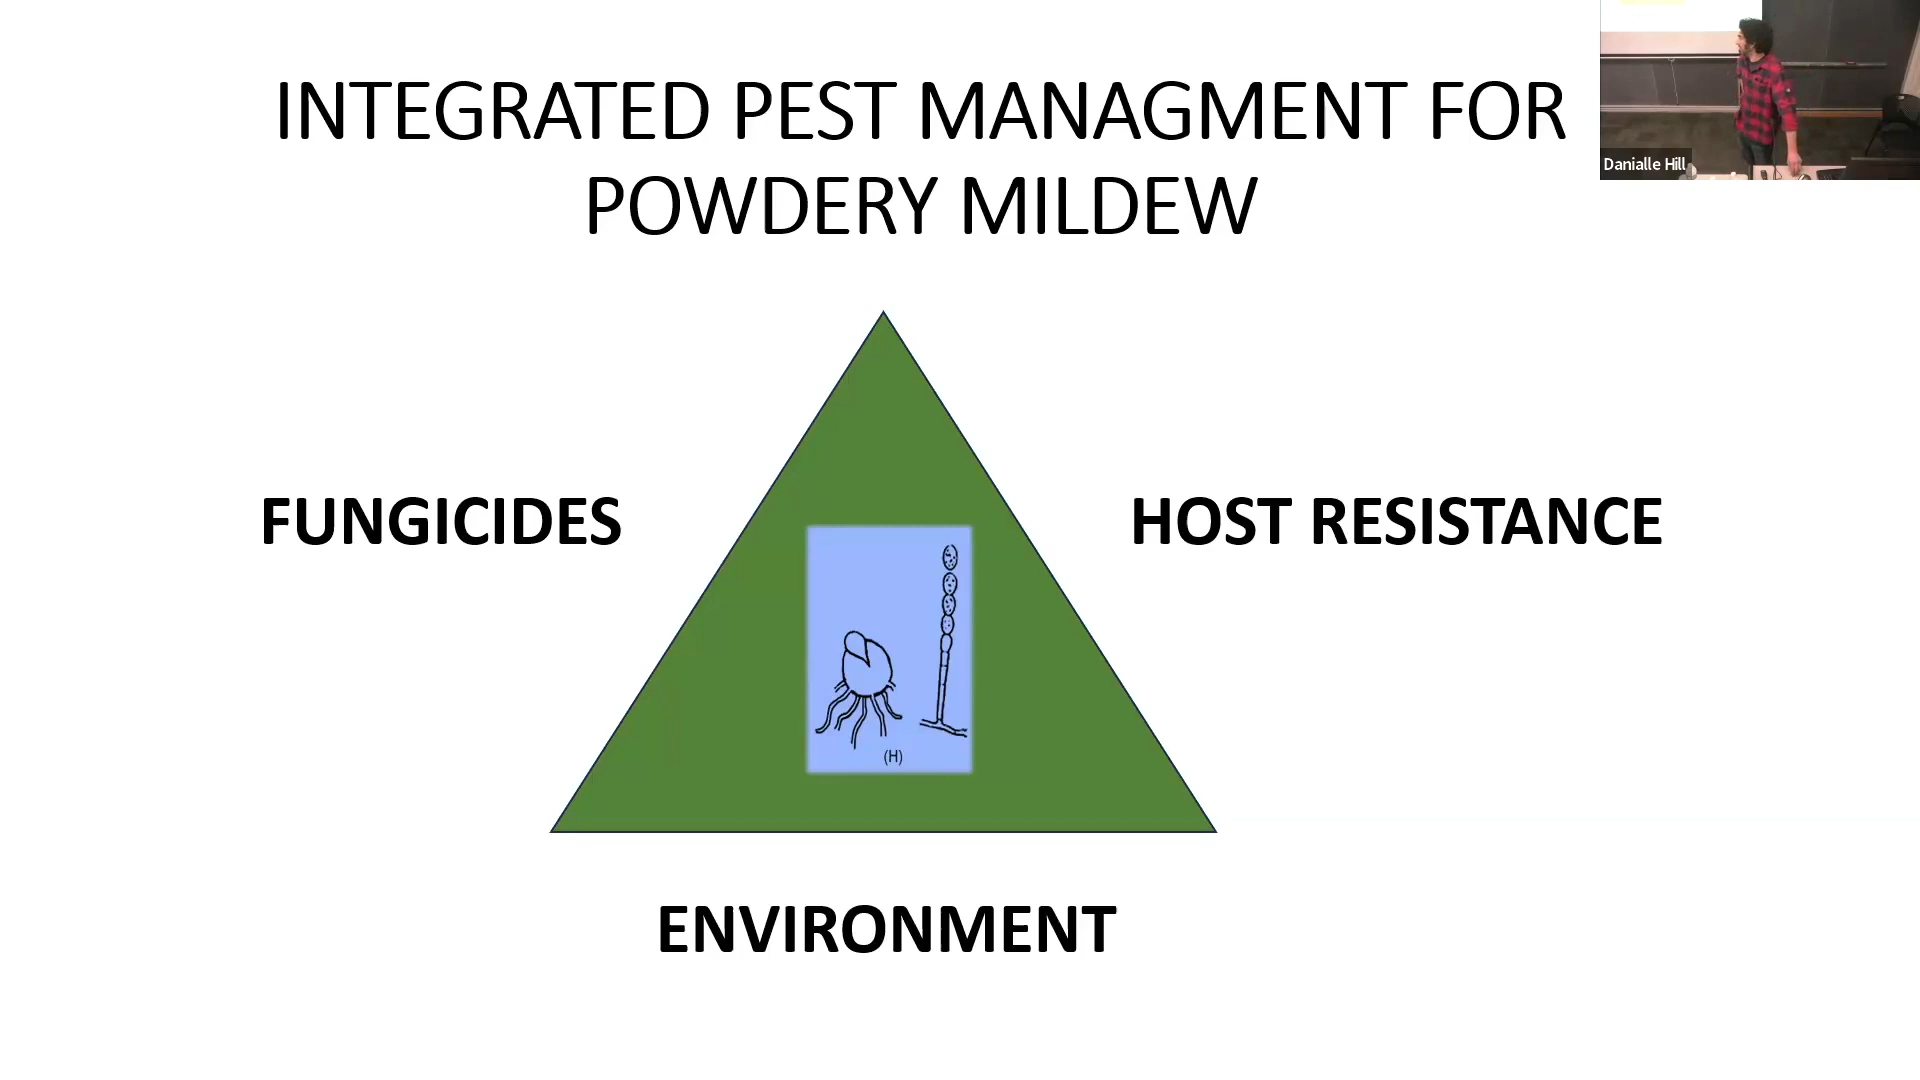 INTEGRATED PEST MANAGMENT FOR
POWDERY MILDEW
Danialle Hill
FUNGICIDES
HOST RESISTANCE
(H)
ENVIRONMENT